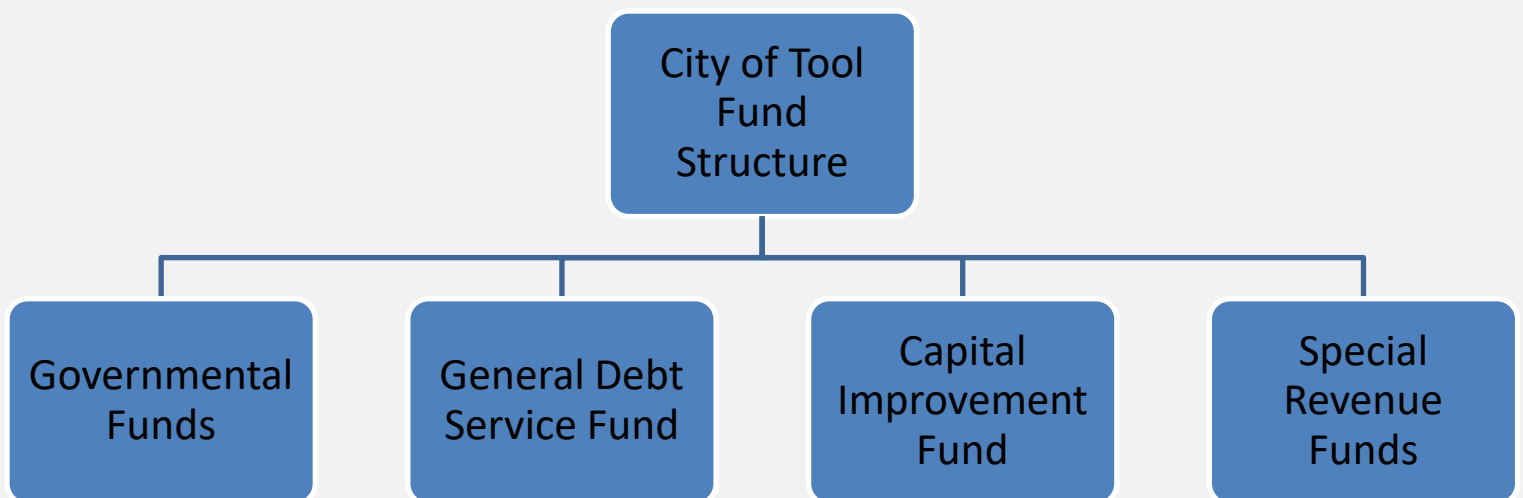 City of Tool
Fund
Structure
Governmental
Funds
General Debt
Service Fund
Capital
Improvement
Fund
Special
Revenue
Funds